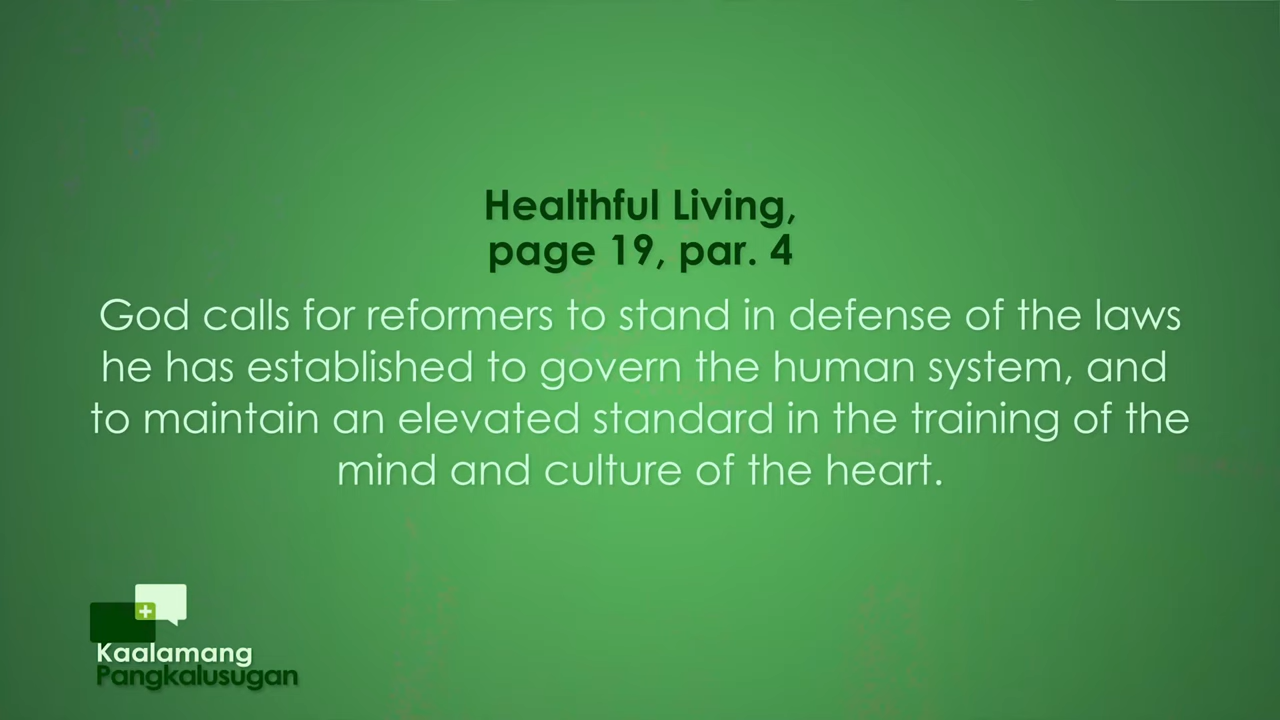 Healthful Living,
page 19, par. 4
God calls for reformers to stand in defense of the laws
he has established to govern the human system, and
to maintain an elevated standard in the training of the
mind and culture of the heart.
Kaalamang
Pangkalusugan